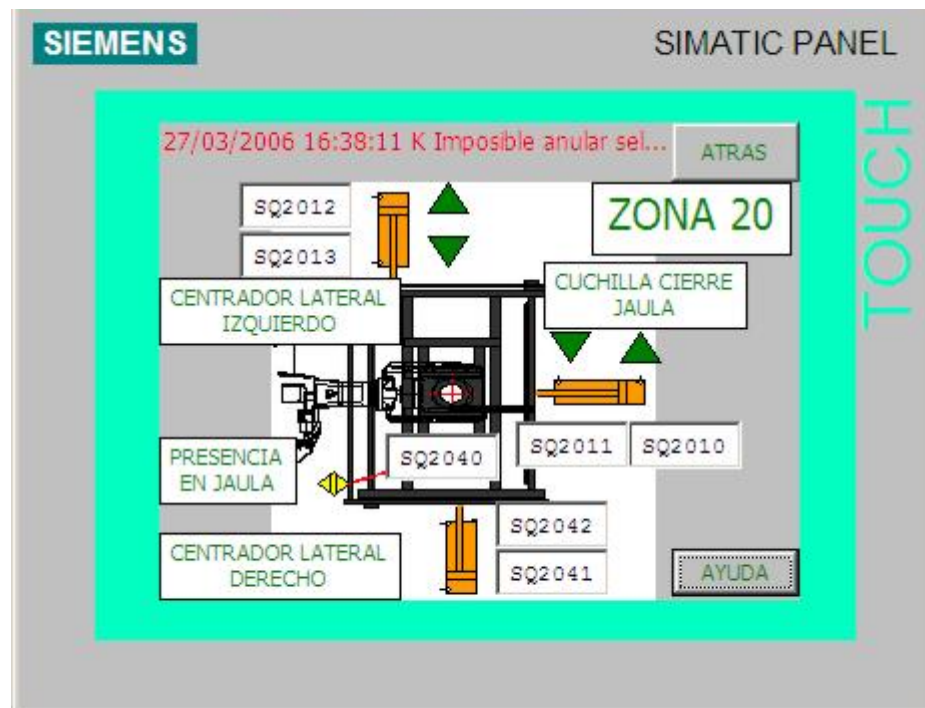 SIEMENS
SIMATIC PANEL
TOUCH
27/03/2006 16:38:11 K Imposible anular sel...
ATRAS
SQ2012
ZONA 20
SQ2013
CENTRADOR LATERAL
IZQUIERDO
CUCHILLA CIERRE
JAULA
PRESENCIA
EN JAULA
SQ2040
SQ2011
SQ2010
SQ2042
CENTRADOR LATERAL
DERECHO
SQ2041
AYUDA